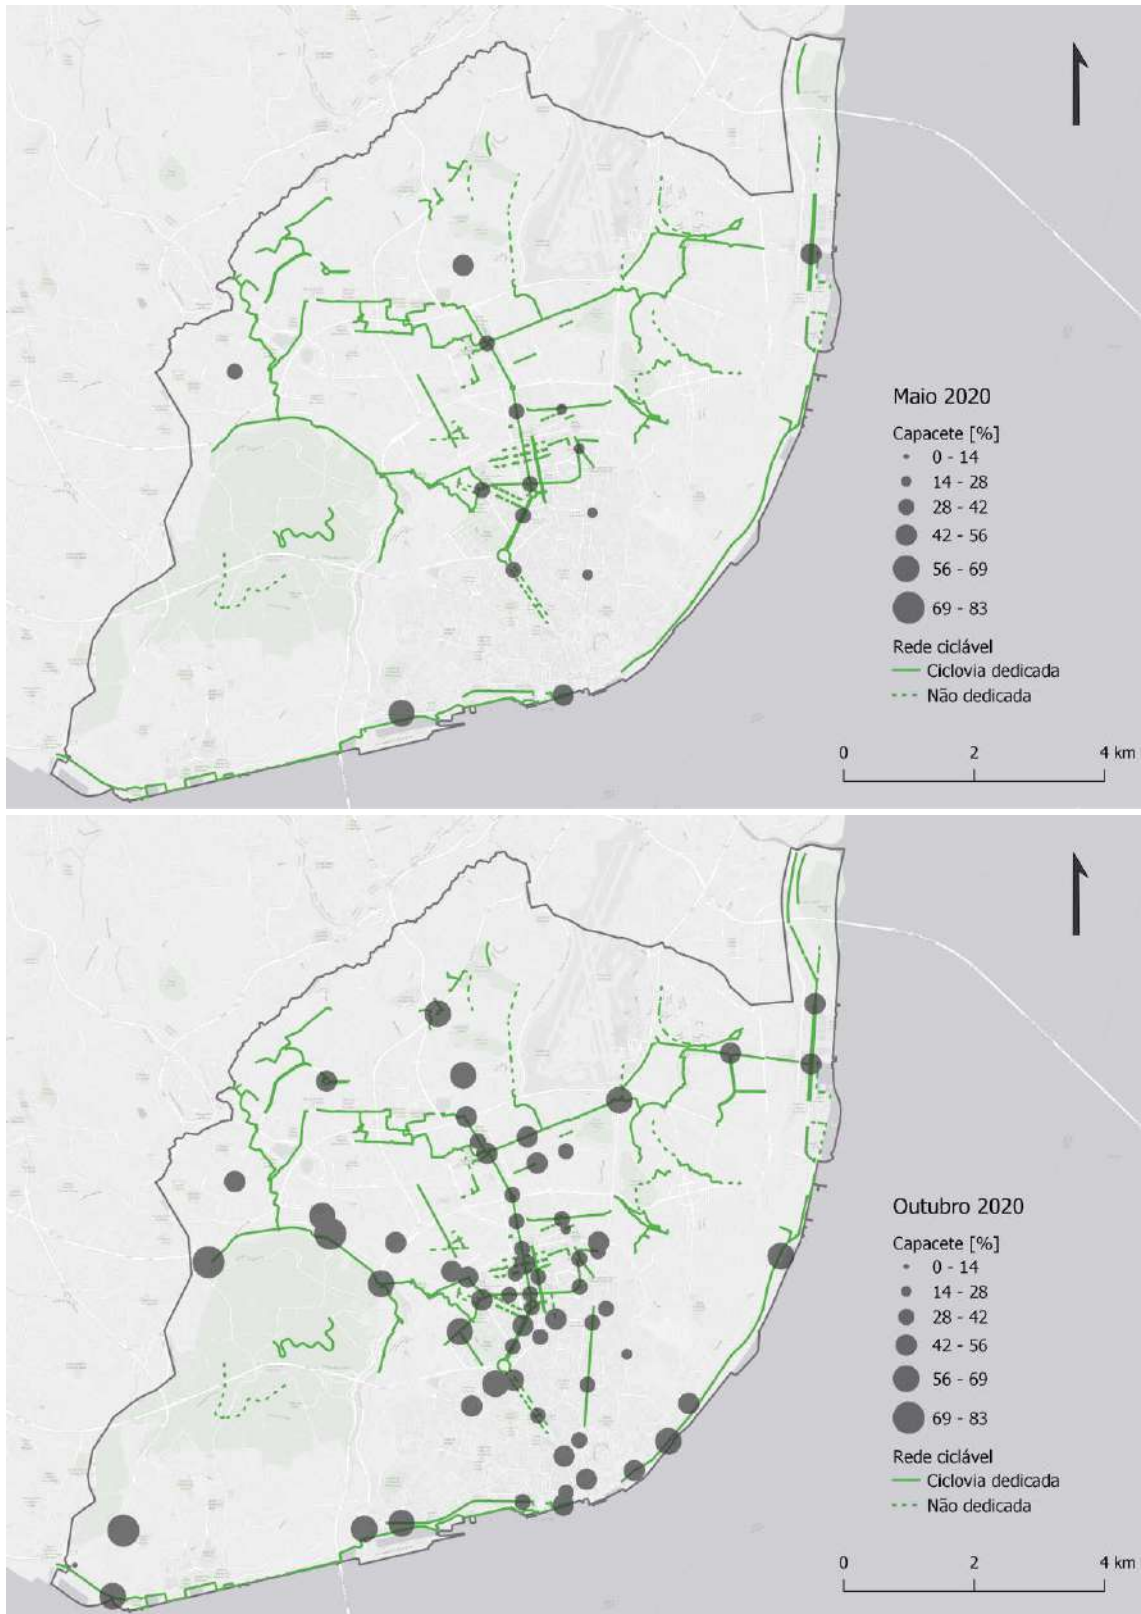 Maio 2020
Capacete [%]
0 - 14
14 - 28
28 - 42
42 - 56
56 - 69
69 - 83
Rede ciclável
Ciclovia dedicada
Não dedicada
0 2 4 km
Outubro 2020
Capacete [%]
0 - 14
14 - 28
28 - 42
42 - 56
56 - 69
69 - 83
Rede ciclável
Ciclovia dedicada
Não dedicada
0 2 4 km